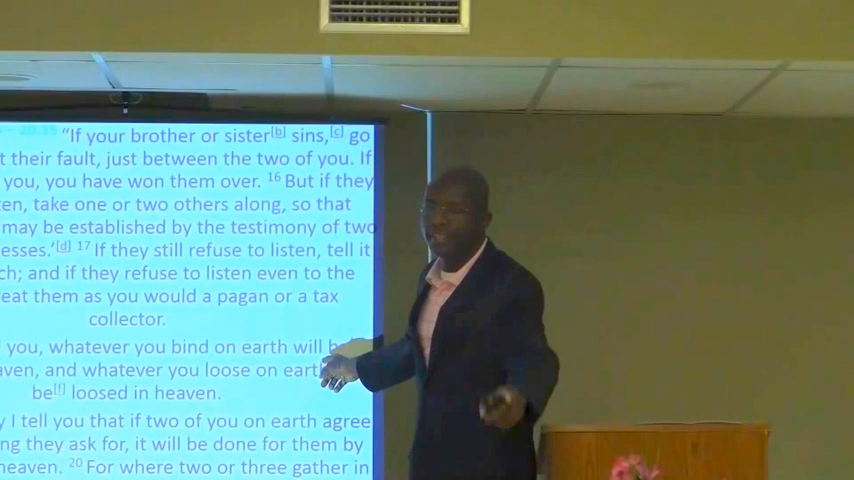 - 20.15 "If your brother or sister[b] sins,[c] go
t their fault, just between the two of you. If
you, you have won them over. 16 But if they
ten, take one or two others along, so that
may be established by the testimony of two
esses.'[d] 17 If they still refuse to listen, tell it
ch; and if they refuse to listen even to the
reat them as you would a pagan or a tax
collector.
you, whatever you bind on earth will
aven, and whatever you loose on earth
be[f] loosed in heaven.
y I tell you that if two of you on earth agree
ng they ask for, it will be done for them by
heaven. 20 For where two or three gather in